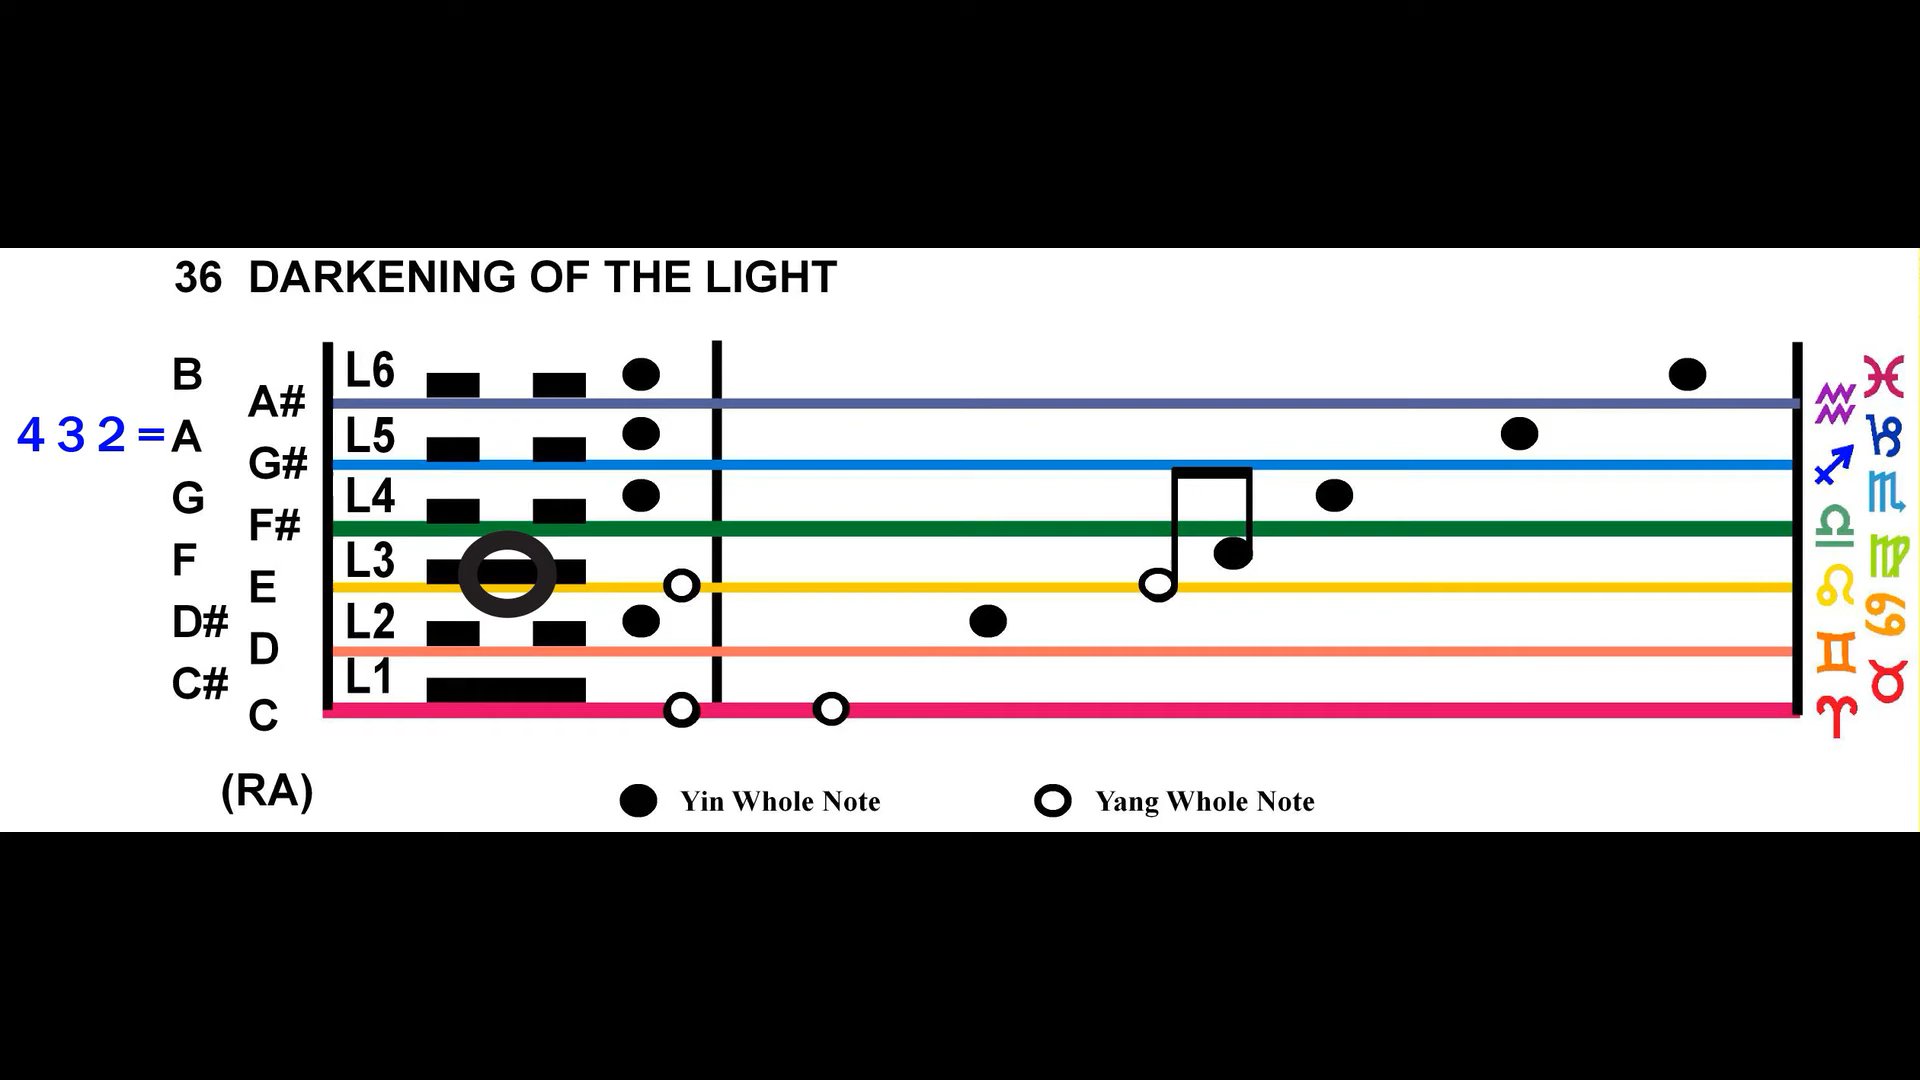 36 DARKENING OF THE LIGHT
B
L6
A#
432=A
L5
G#
G
L4
F#
F
L3
E
D#
L2
D
C#
L1
C
(RA)
Yin Whole Note
Yang Whole Note
♓
♒
♑
♐
♏
♎
♍
♌
♋
♊
♉
♈